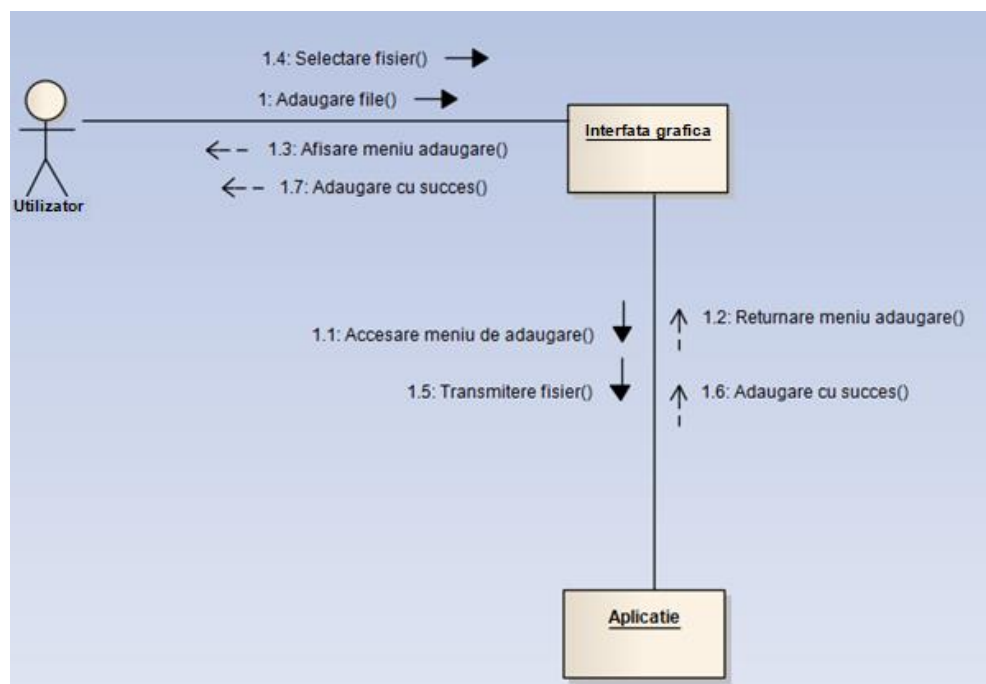 1.4: Selectare fisier()
1: Adaugare file()
Interfata grafica
1.3: Afisare meniu adaugare()
1.7: Adaugare cu succes()
Utilizator
1.1: Accesare meniu de adaugare()
1.2: Returnare meniu adaugare()
1.5: Transmitere fisier()
1.6: Adaugare cu succes()
Aplicatie